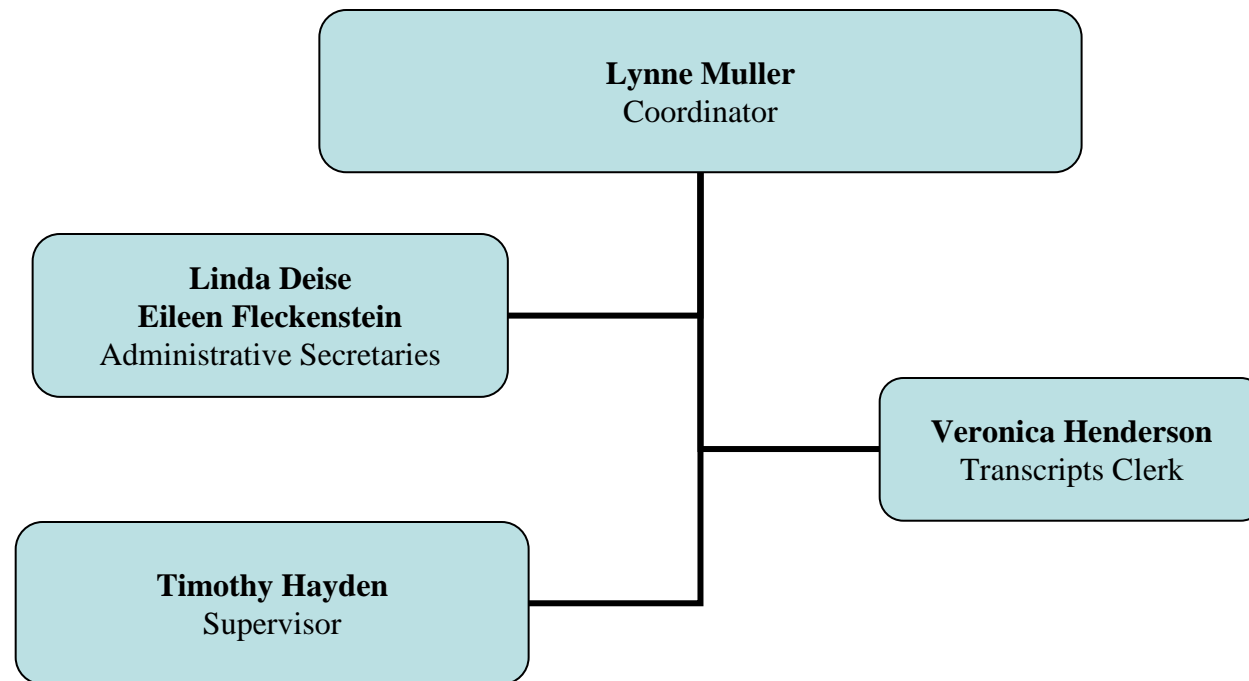 Lynne Muller
Coordinator
Linda Deise
Eileen Fleckenstein
Administrative Secretaries
Veronica Henderson
Transcripts Clerk
Timothy Hayden
Supervisor